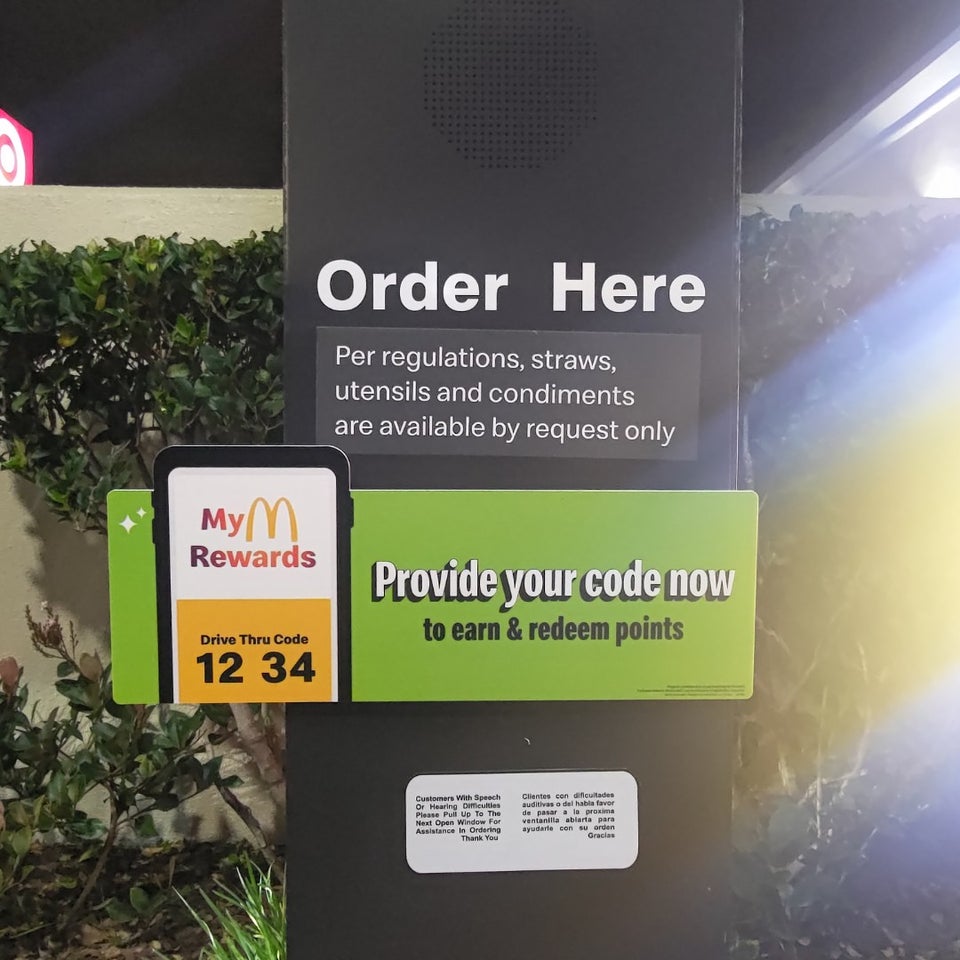 Order Here
Per regulations, straws,
utensils and condiments
are available by request only
My
Rewards
Drive Thru Code
12 34
Provide your code now
to earn & redeem points
Customers With Speech
Or Hearing Difficulties
Please Pull Up To The
Next Open Window For
Assistance In Ordering
Thank You
Clientes con dificultades
auditivas o del habla favor
de pasar a la proxima
ventanilla abierta para
ayudarle con su orden
Gracias